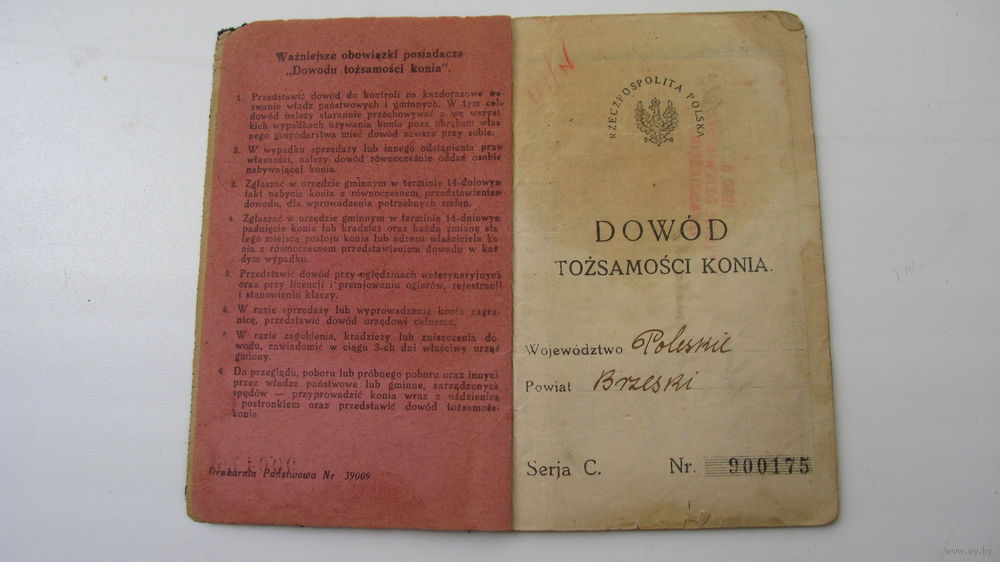 Ważniejsze obowiązki posiadacza
„Dowodu tożsamości konia".
1. Przedstawić dowód do kontroli na każdorazowe we-
zwanie władz państwowych i gminnych. W tym celu
dowód należy starannie przechowywać a we wszyst-
kich wypadkach używania konia poza obrębem włas
nego gospodarstwa mieć dowód zawsze przy sobie.
2. W wypadku sprzedaży lub innego odstąpienia praw
własności, należy dowód równocześnie oddać osobie
nabywającej konia.
3. Zgłaszać w urzędzie gminnym w terminie 14-dniowym
fakt nabycia konia z równoczesnem przedstawieniem
dowodu, dla wprowadzenia potrzebnych zmian.
4. Zgłaszać w urzędzie gminnym w terminie 14-dniowym
padnięcie konia lub kradzież oraz każdą zmianę sta
łego miejsca postoju konia lub adresu właściciela ko
nia z równoczesnem przedstawieniem dowodu w każ
dym wypadku.
5. Przedstawić dowód przy oględzinach weterynaryjnych
oraz przy licencji i premjowaniu ogierów, rejestracji
i stanowieniu klaczy.
6. W razie sprzedaży lub wyprowadzenia konia zagra-
nicę, przedstawić dowód urzędowi celnemu.
7. W razie zagubienia, kradzieży lub zniszczenia do-
wodu, zawiadomić w ciągu 3-ch dni właściwy urząd
gminny.
8. Do przeglądu, poboru lub próbnego poboru oraz innych
przez władze państwowe lub gminne, zarządzonych
spędów — przyprowadzić konia wraz z uździenicą
i postronkiem oraz przedstawić dowód tożsamości
konia
Drukarnia Państwowa Nr. 39009
RZECZPOSPOLITA POLSKA
DOWÓD
TOŻSAMOŚCI KONIA.
Województwo Poleskie
Powiat Brzeski
Serja C. Nr. 900175
www.ay.by